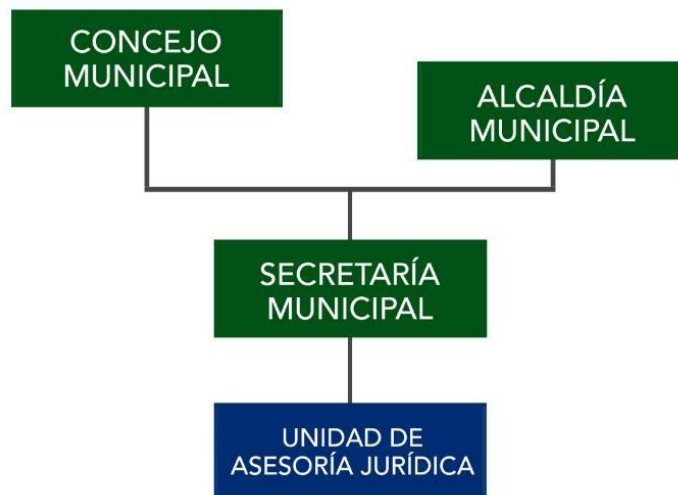 CONCEJO
MUNICIPAL
ALCALDÍA
MUNICIPAL
SECRETARÍA
MUNICIPAL
UNIDAD DE
ASESORÍA JURÍDICA